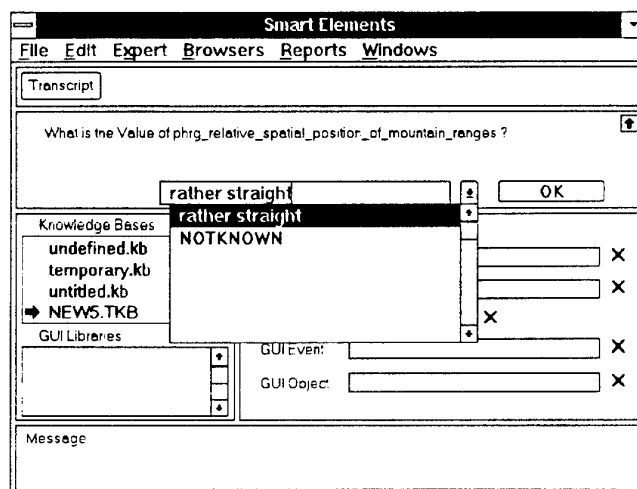 Smart Elements
File Edit Expert Browsers Reports Windows
Transcript
What is the Value of phrg_relative_spatial_position_of_mountain_ranges ?
rather straight
OK
rather straight
NOTKNOWN
Knowledge Bases
undefined.kb
temporary.kb
untitled.kb
NEW5.TKB
GUI Libraries
GUI Event
GUI Object
Message